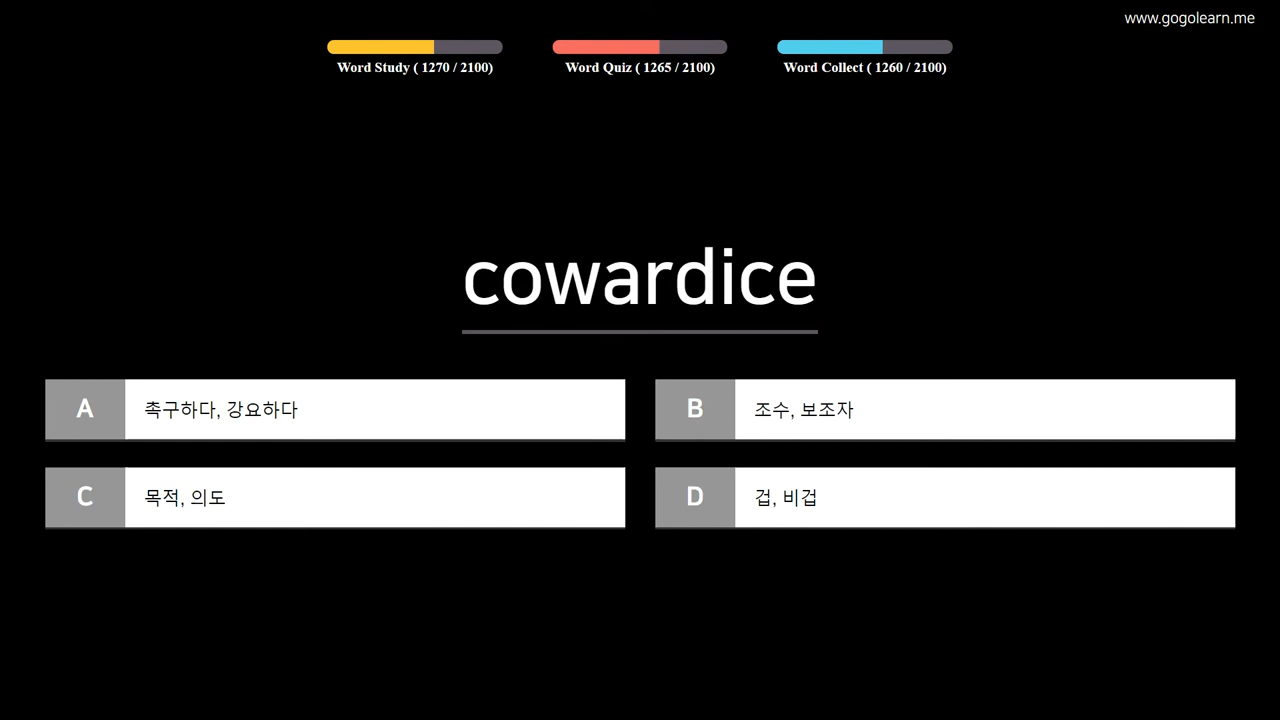 www.gogolearn.me
Word Study ( 1270 / 2100)
Word Quiz ( 1265 / 2100)
Word Collect ( 1260 / 2100)
cowardice
A 촉구하다, 강요하다
B 조수, 보조자
C 목적, 의도
D 겁, 비겁